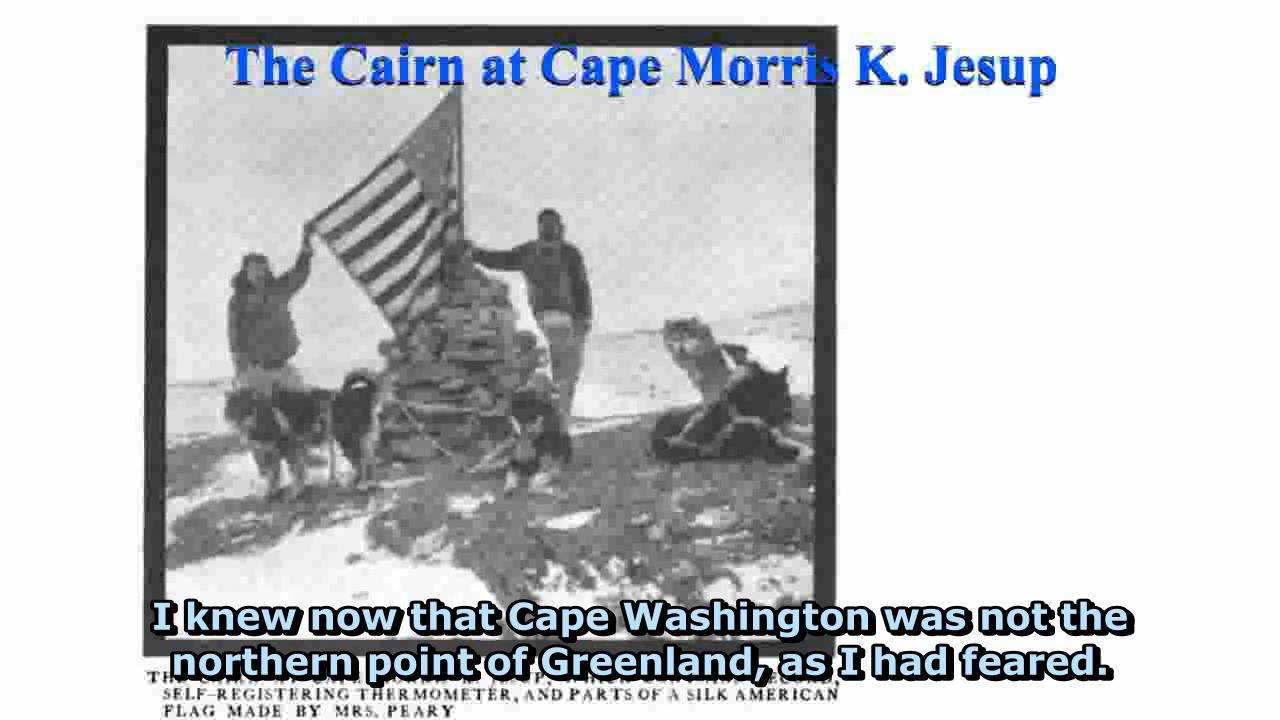 The Cairn at Cape Morris K. Jesup
I knew now that Cape Washington was not the
northern point of Greenland, as I had feared.
SELF-REGISTERING THERMOMETER, AND PARTS OF A SILK AMERICAN
FLAG MADE BY MRS. PEARY